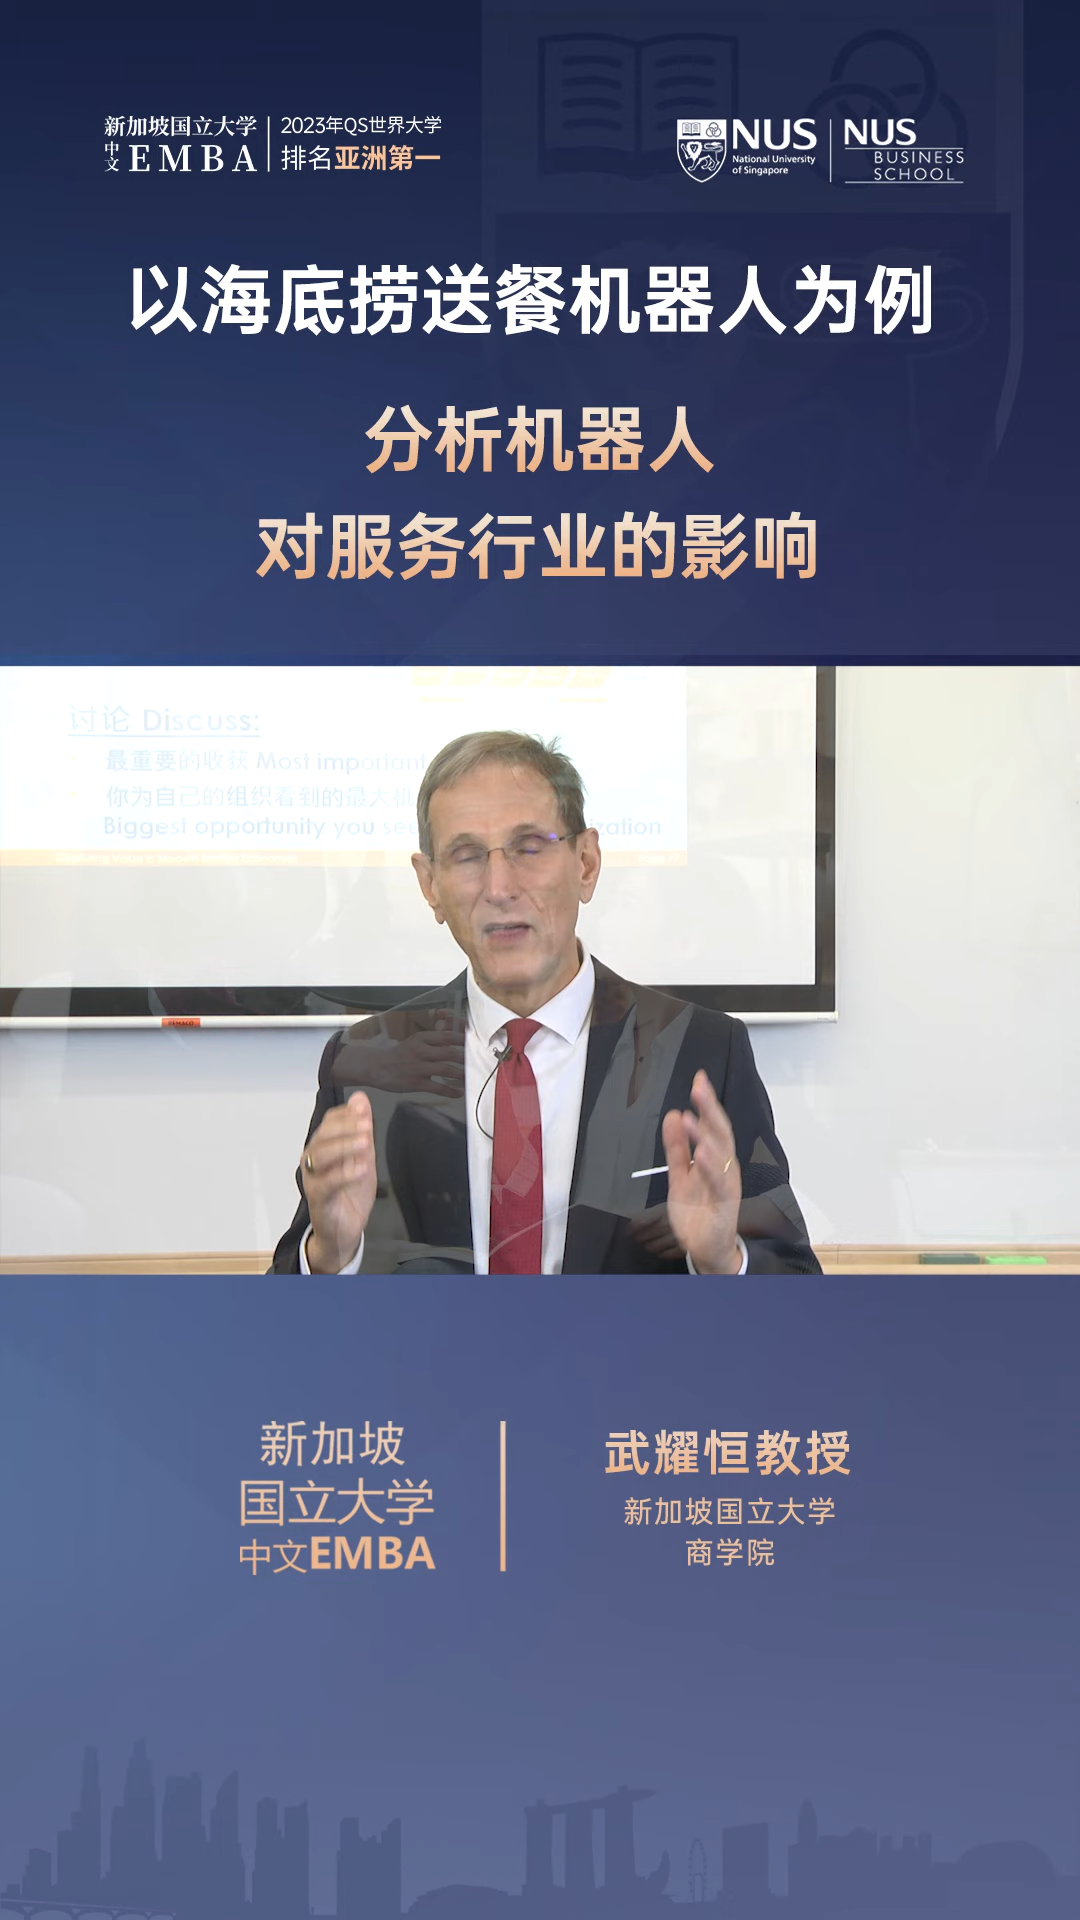 新加坡国立大学
中文 EMBA
2023年QS世界大学
排名亚洲第一
NUS
National University
of Singapore
NUS
BUSINESS
SCHOOL
以海底捞送餐机器人为例
分析机器人
对服务行业的影响
讨论 Discuss:
最重要的收获 Most important
你为自己的组织看到的最大机
Biggest opportunity you see
ization
新加坡
国立大学
中文EMBA
武耀恒教授
新加坡国立大学
商学院